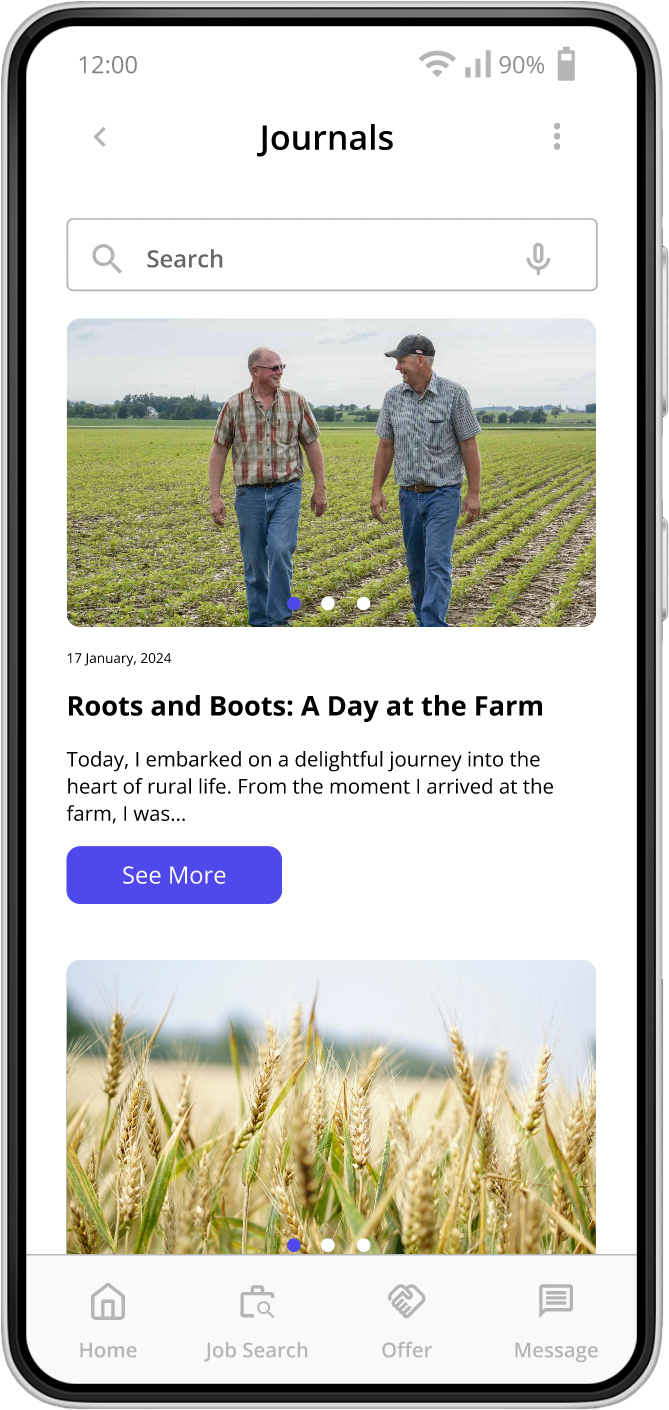 12:00 90%
Journals
Search
17 January, 2024
Roots and Boots: A Day at the Farm
Today, I embarked on a delightful journey into the
heart of rural life. From the moment I arrived at the
farm, I was...
See More
Home Job Search Offer Message